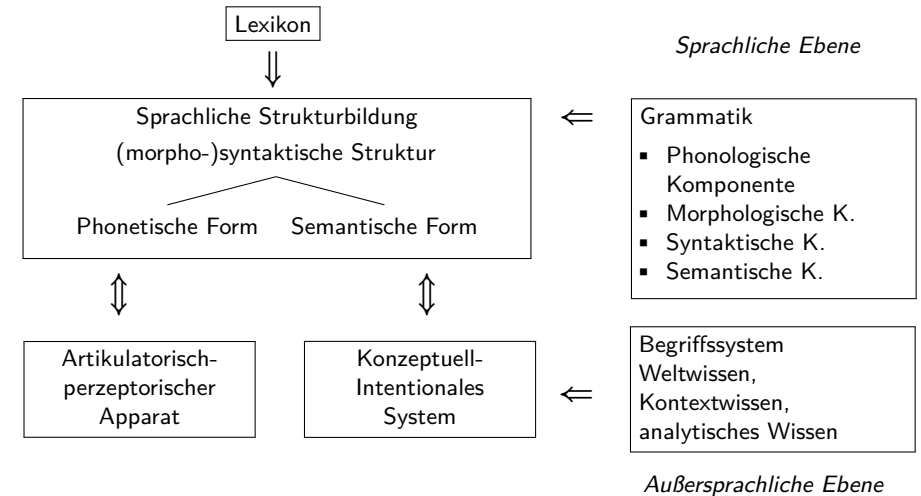 Lexikon
Sprachliche Ebene
Sprachliche Strukturbildung
(morpho-)syntaktische Struktur
Phonetische Form
Semantische Form
Grammatik
▪ Phonologische
Komponente
▪ Morphologische K.
▪ Syntaktische K.
▪ Semantische K.
Artikulatorisch-
perzeptorischer
Apparat
Konzeptuell-
Intentionales
System
Begriffssystem
Weltwissen,
Kontextwissen,
analytisches Wissen
Außersprachliche Ebene